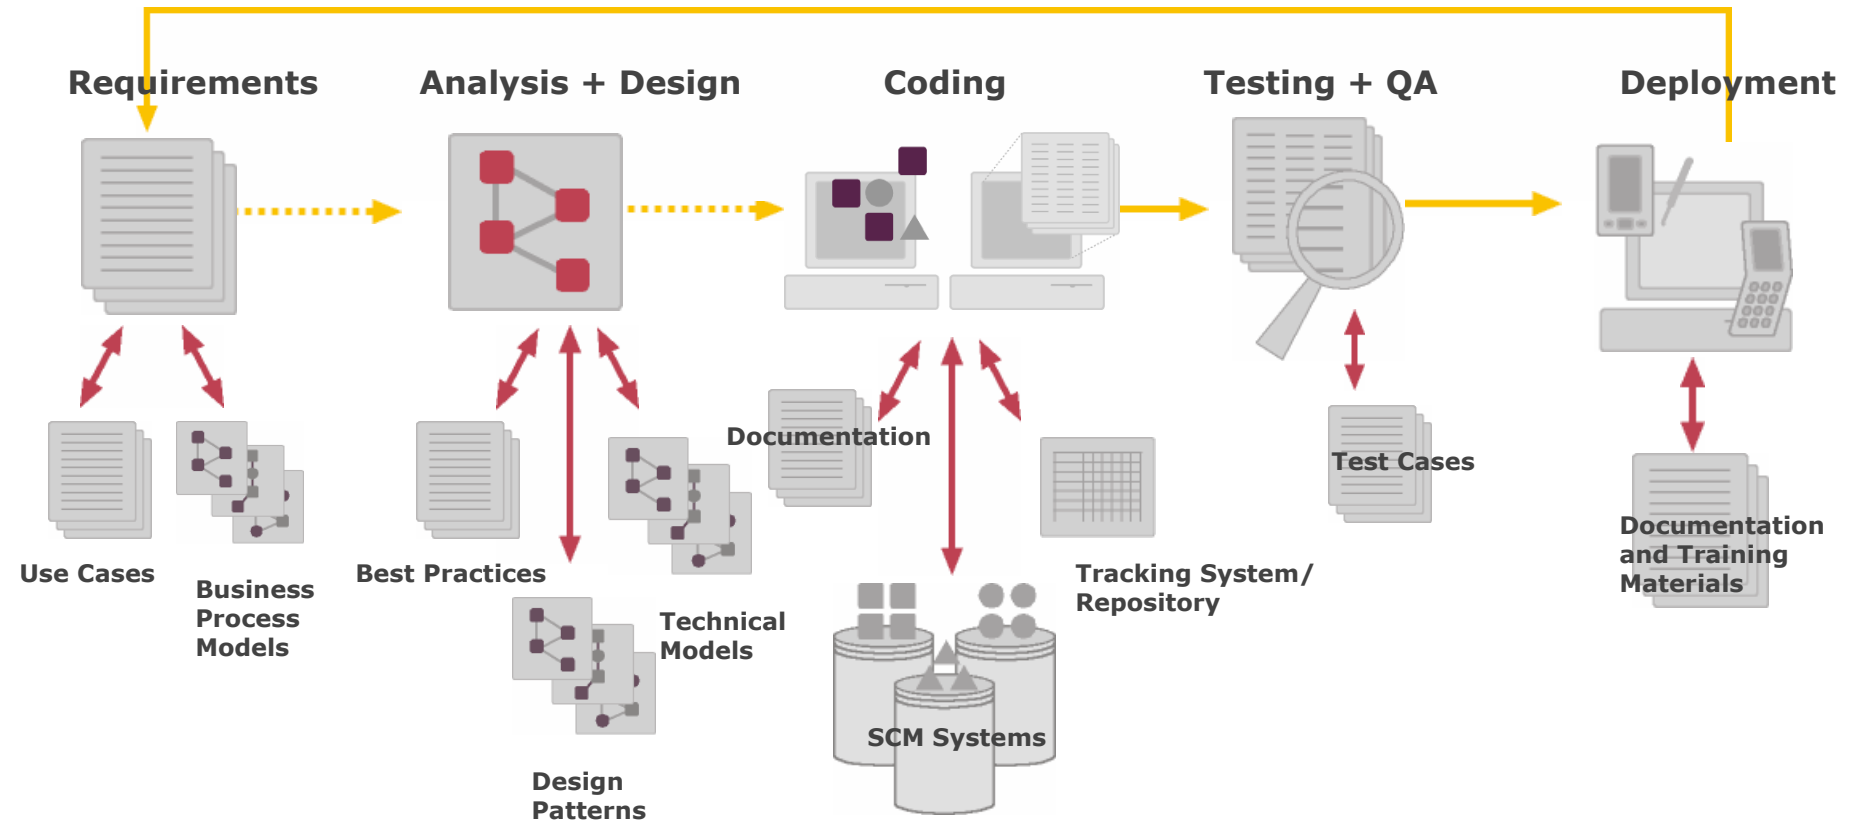 Requirements
Analysis + Design
Coding
Testing + QA
Deployment
Use Cases
Business
Process
Models
Best Practices
Design
Patterns
Technical
Models
Documentation
SCM Systems
Tracking System/
Repository
Test Cases
Documentation
and Training
Materials